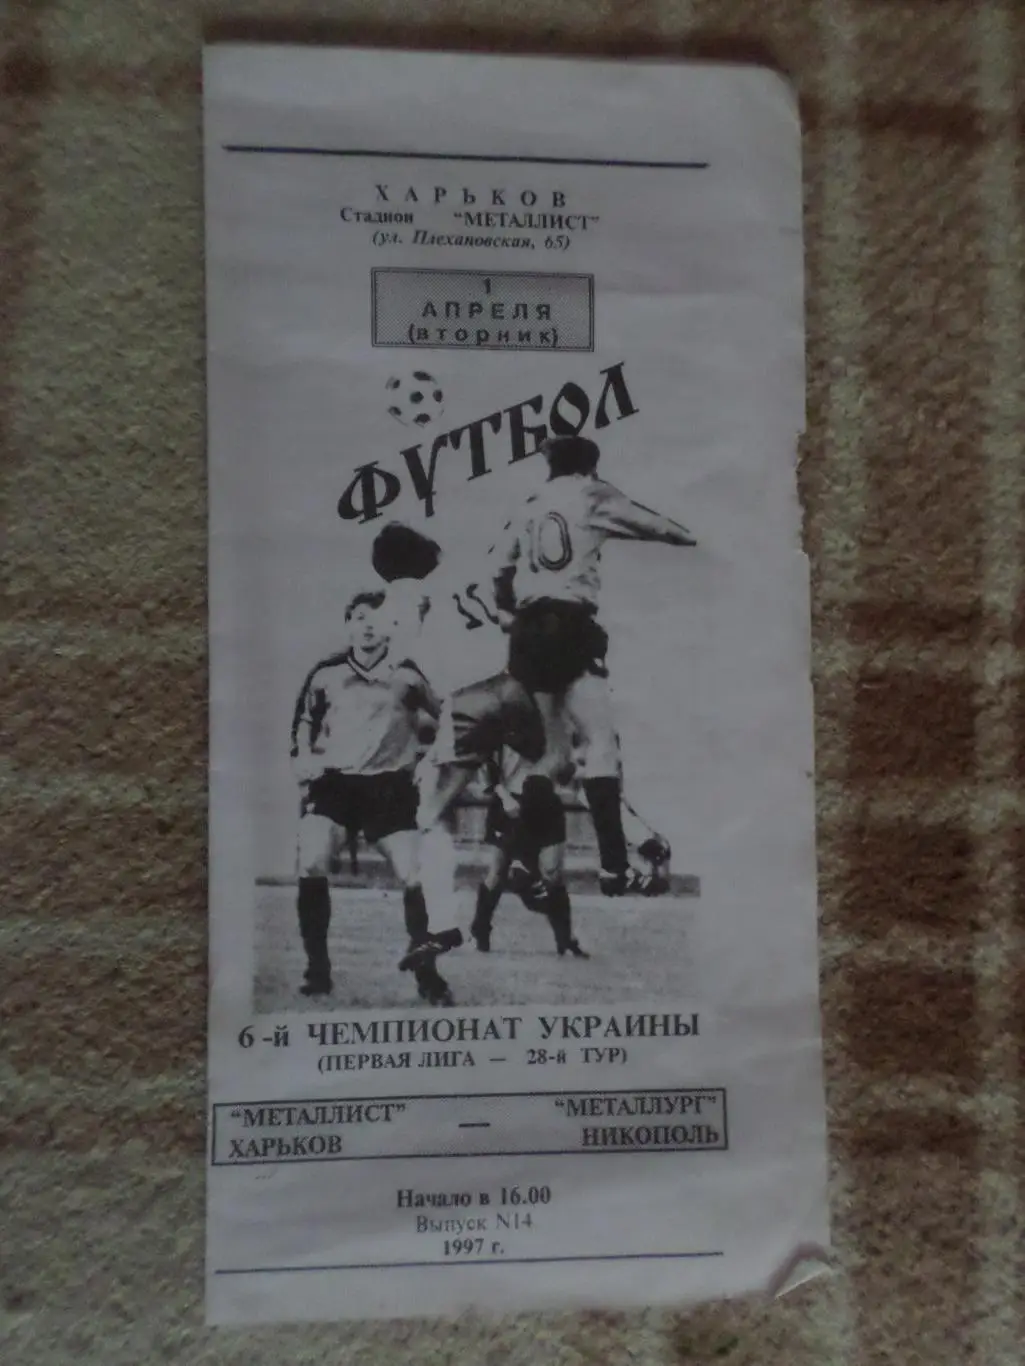 ХАРЬКОВ
Стадион "МЕТАЛЛИСТ"
(ул. Плехановская, 65)
1
АПРЕЛЯ
(вторник)
ФУТБОЛ
10
6-й ЧЕМПИОНАТ УКРАИНЫ
(ПЕРВАЯ ЛИГА — 28-й ТУР)
"МЕТАЛЛИСТ" — "МЕТАЛЛУРГ"
ХАРЬКОВ НИКОПОЛЬ
Начало в 16.00
Выпуск N14
1997 г.